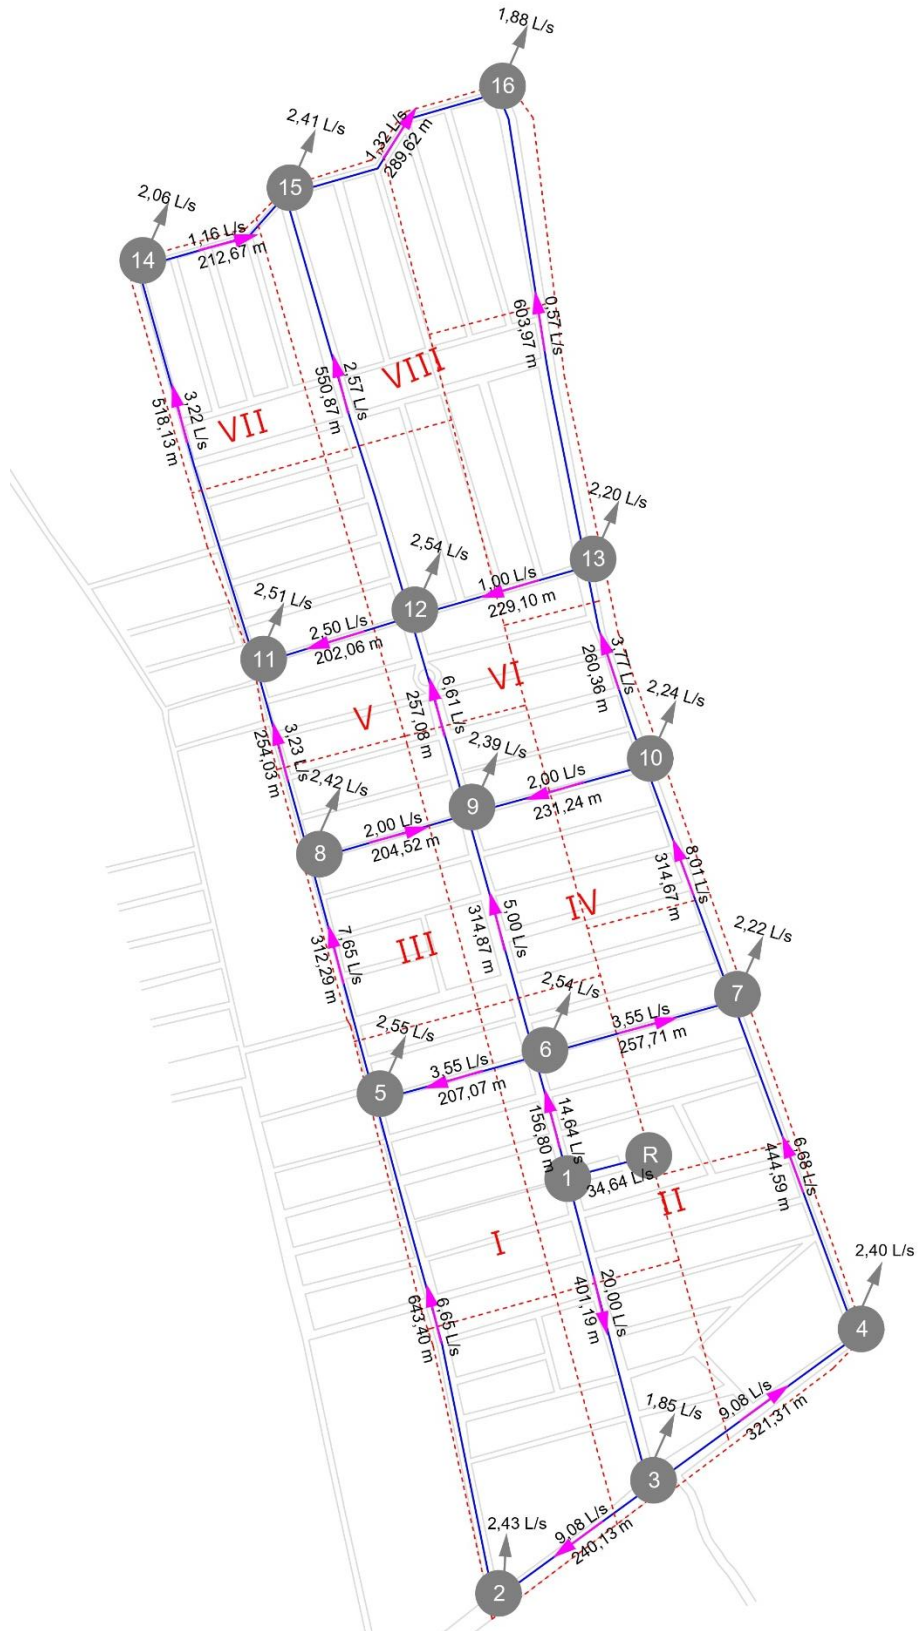 1,88 L/s
16
2,41 L/s
1,32 L/s
289,62 m
15
2,06 L/s
1,16 L/s
212,67 m
14
0,57 L/s
603,97 m
2,57 L/s
550,87 m
VIII
3,22 L/s
518,13 m
VII
2,20 L/s
13
2,54 L/s
1,00 L/s
229,10 m
12
2,51 L/s
2,50 L/s
202,06 m
11
3,77 L/s
260,36 m
VI
6,61 L/s
257,08 m
2,24 L/s
V
3,23 L/s
254,03 m
2,39 L/s
10
2,42 L/s
2,00 L/s
231,24 m
9
2,00 L/s
204,52 m
8
8,01 L/s
314,67 m
IV
5,00 L/s
314,87 m
2,22 L/s
III
7,65 L/s
312,29 m
2,54 L/s
7
2,55 L/s
3,55 L/s
257,71 m
6
3,55 L/s
207,07 m
5
14,64 L/s
156,80 m
R
1
34,64 L/s
6,68 L/s
444,59 m
II
I
2,40 L/s
20,00 L/s
401,19 m
6,65 L/s
643,40 m
4
1,85 L/s
9,08 L/s
321,31 m
3
2,43 L/s
9,08 L/s
240,13 m
2